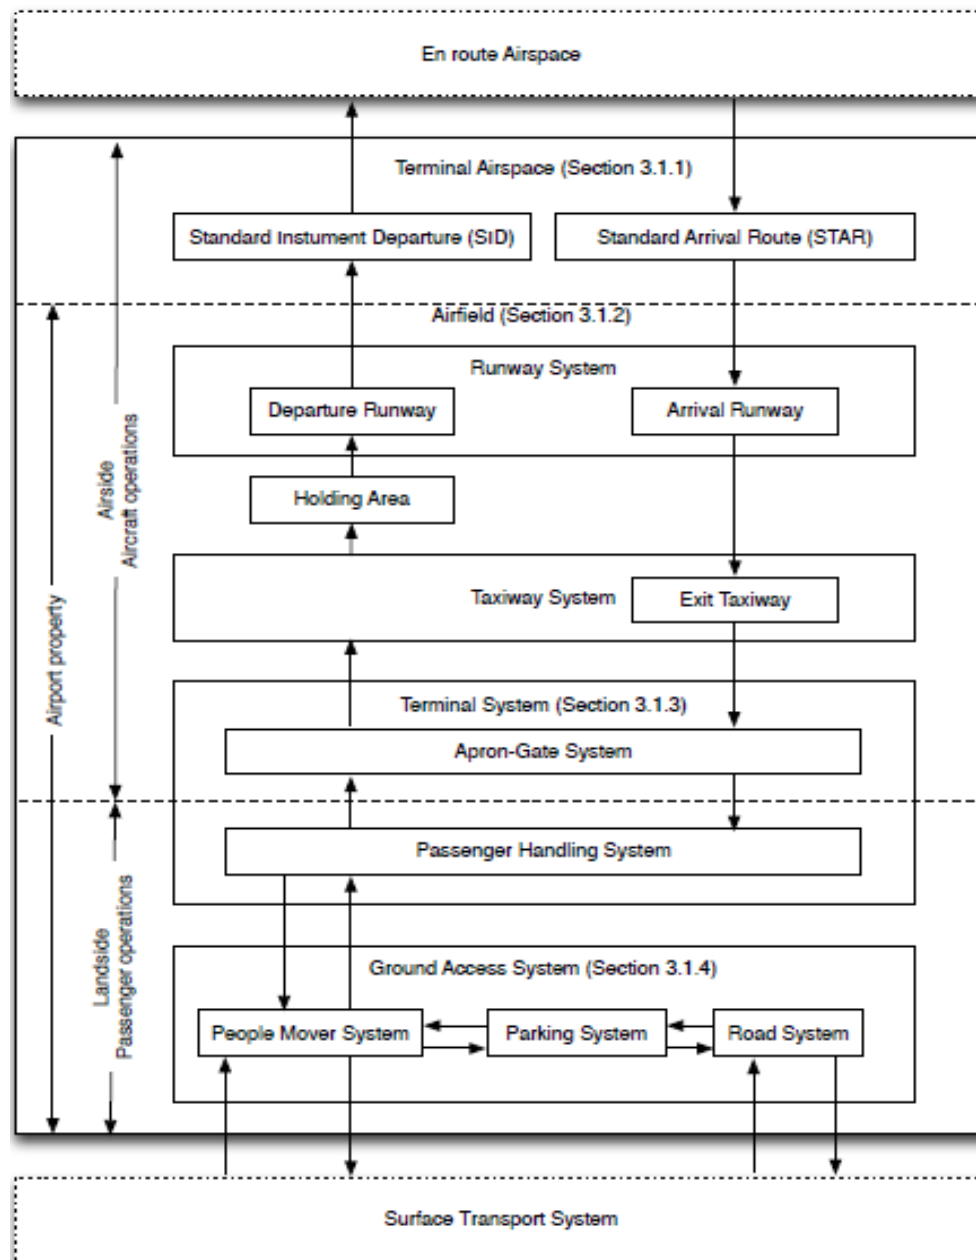 En route Airspace
Terminal Airspace (Section 3.1.1)
Standard Instument Departure (SID)
Standard Arrival Route (STAR)
Airfield (Section 3.1.2)
Runway System
Departure Runway
Arrival Runway
Holding Area
Taxiway System
Exit Taxiway
Terminal System (Section 3.1.3)
Apron-Gate System
Passenger Handling System
Ground Access System (Section 3.1.4)
People Mover System
Parking System
Road System
Surface Transport System
Airport property
Airside
Aircraft operations
Landside
Passenger operations